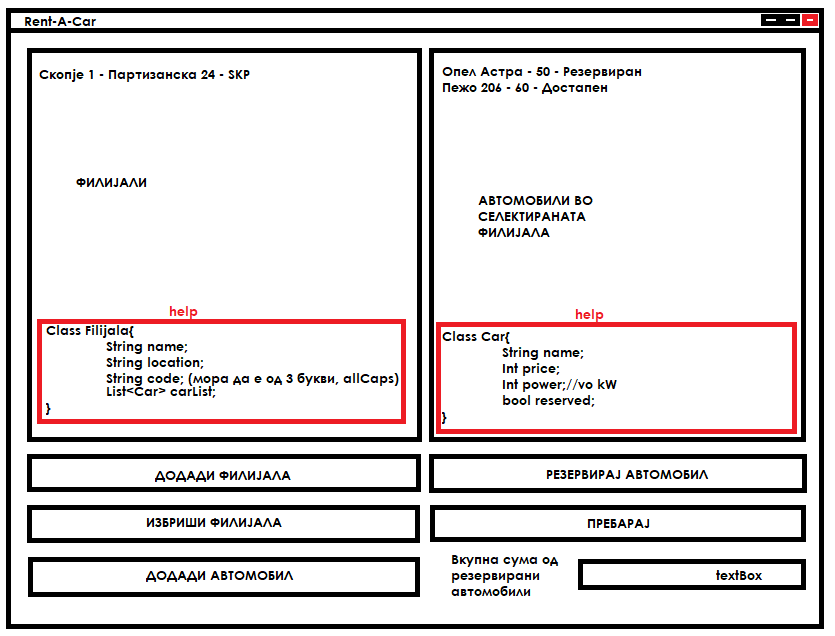 Rent-A-Car
Скопје 1 - Партизанска 24 - SKP
ФИЛИЈАЛИ
help
Class Filijala{
String name;
String location;
String code; (мора да е од 3 букви, allCaps)
List<Car> carList;
}
Опел Астра - 50 - Резервиран
Пежо 206 - 60 - Достапен
АВТОМОБИЛИ ВО
СЕЛЕКТИРАНАТА
ФИЛИЈАЛА
help
Class Car{
String name;
Int price;
Int power;//vo kW
bool reserved;
}
ДОДАДИ ФИЛИЈАЛА
РЕЗЕРВИРАЈ АВТОМОБИЛ
ИЗБРИШИ ФИЛИЈАЛА
ПРЕБАРАЈ
ДОДАДИ АВТОМОБИЛ
Вкупна сума од
резервирани
автомобили
textBox